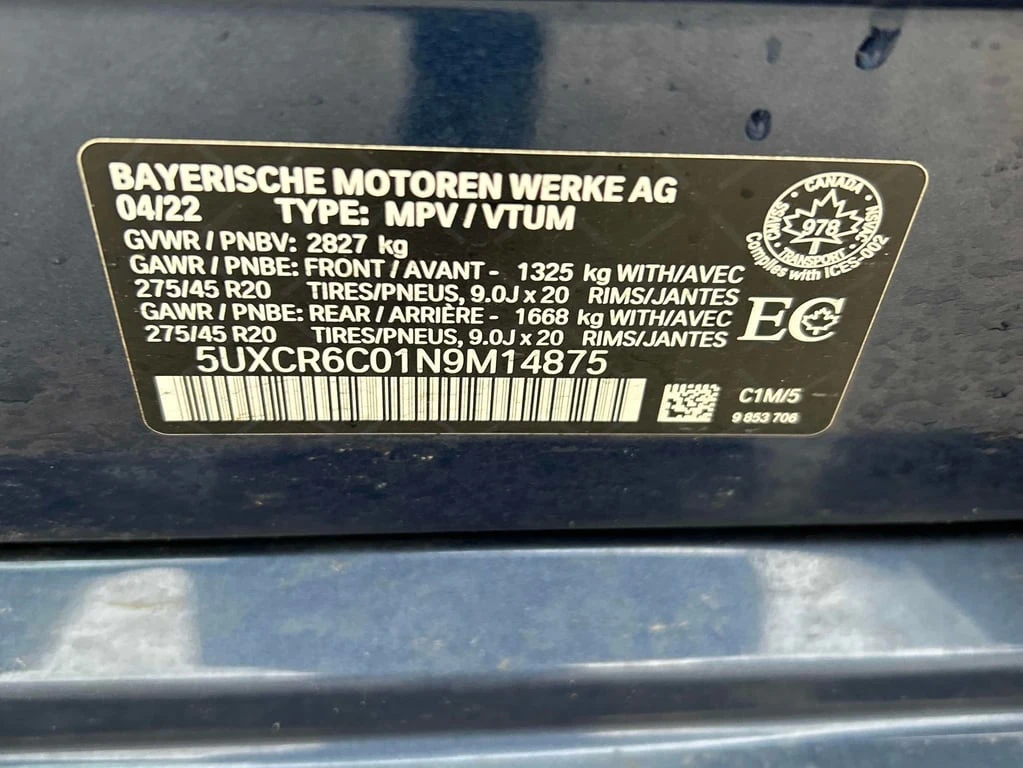 BAYERISCHE MOTOREN WERKE AG
04/22 TYPE: MPV / VTUM
GVWR / PNBV: 2827 kg
GAWR / PNBE: FRONT / AVANT - 1325 kg WITH/AVEC
275/45 R20 TIRES/PNEUS, 9.0J x 20 RIMS/JANTES
GAWR / PNBE: REAR / ARRIÈRE - 1668 kg WITH/AVEC
275/45 R20 TIRES/PNEUS, 9.0J x 20 RIMS/JANTES
5UXCR6C01N9M14875
CANADA
CMVSS
978
NSVAC
TRANSPORT
Complies with ICES-002
EC
C1M/5
9 853 706